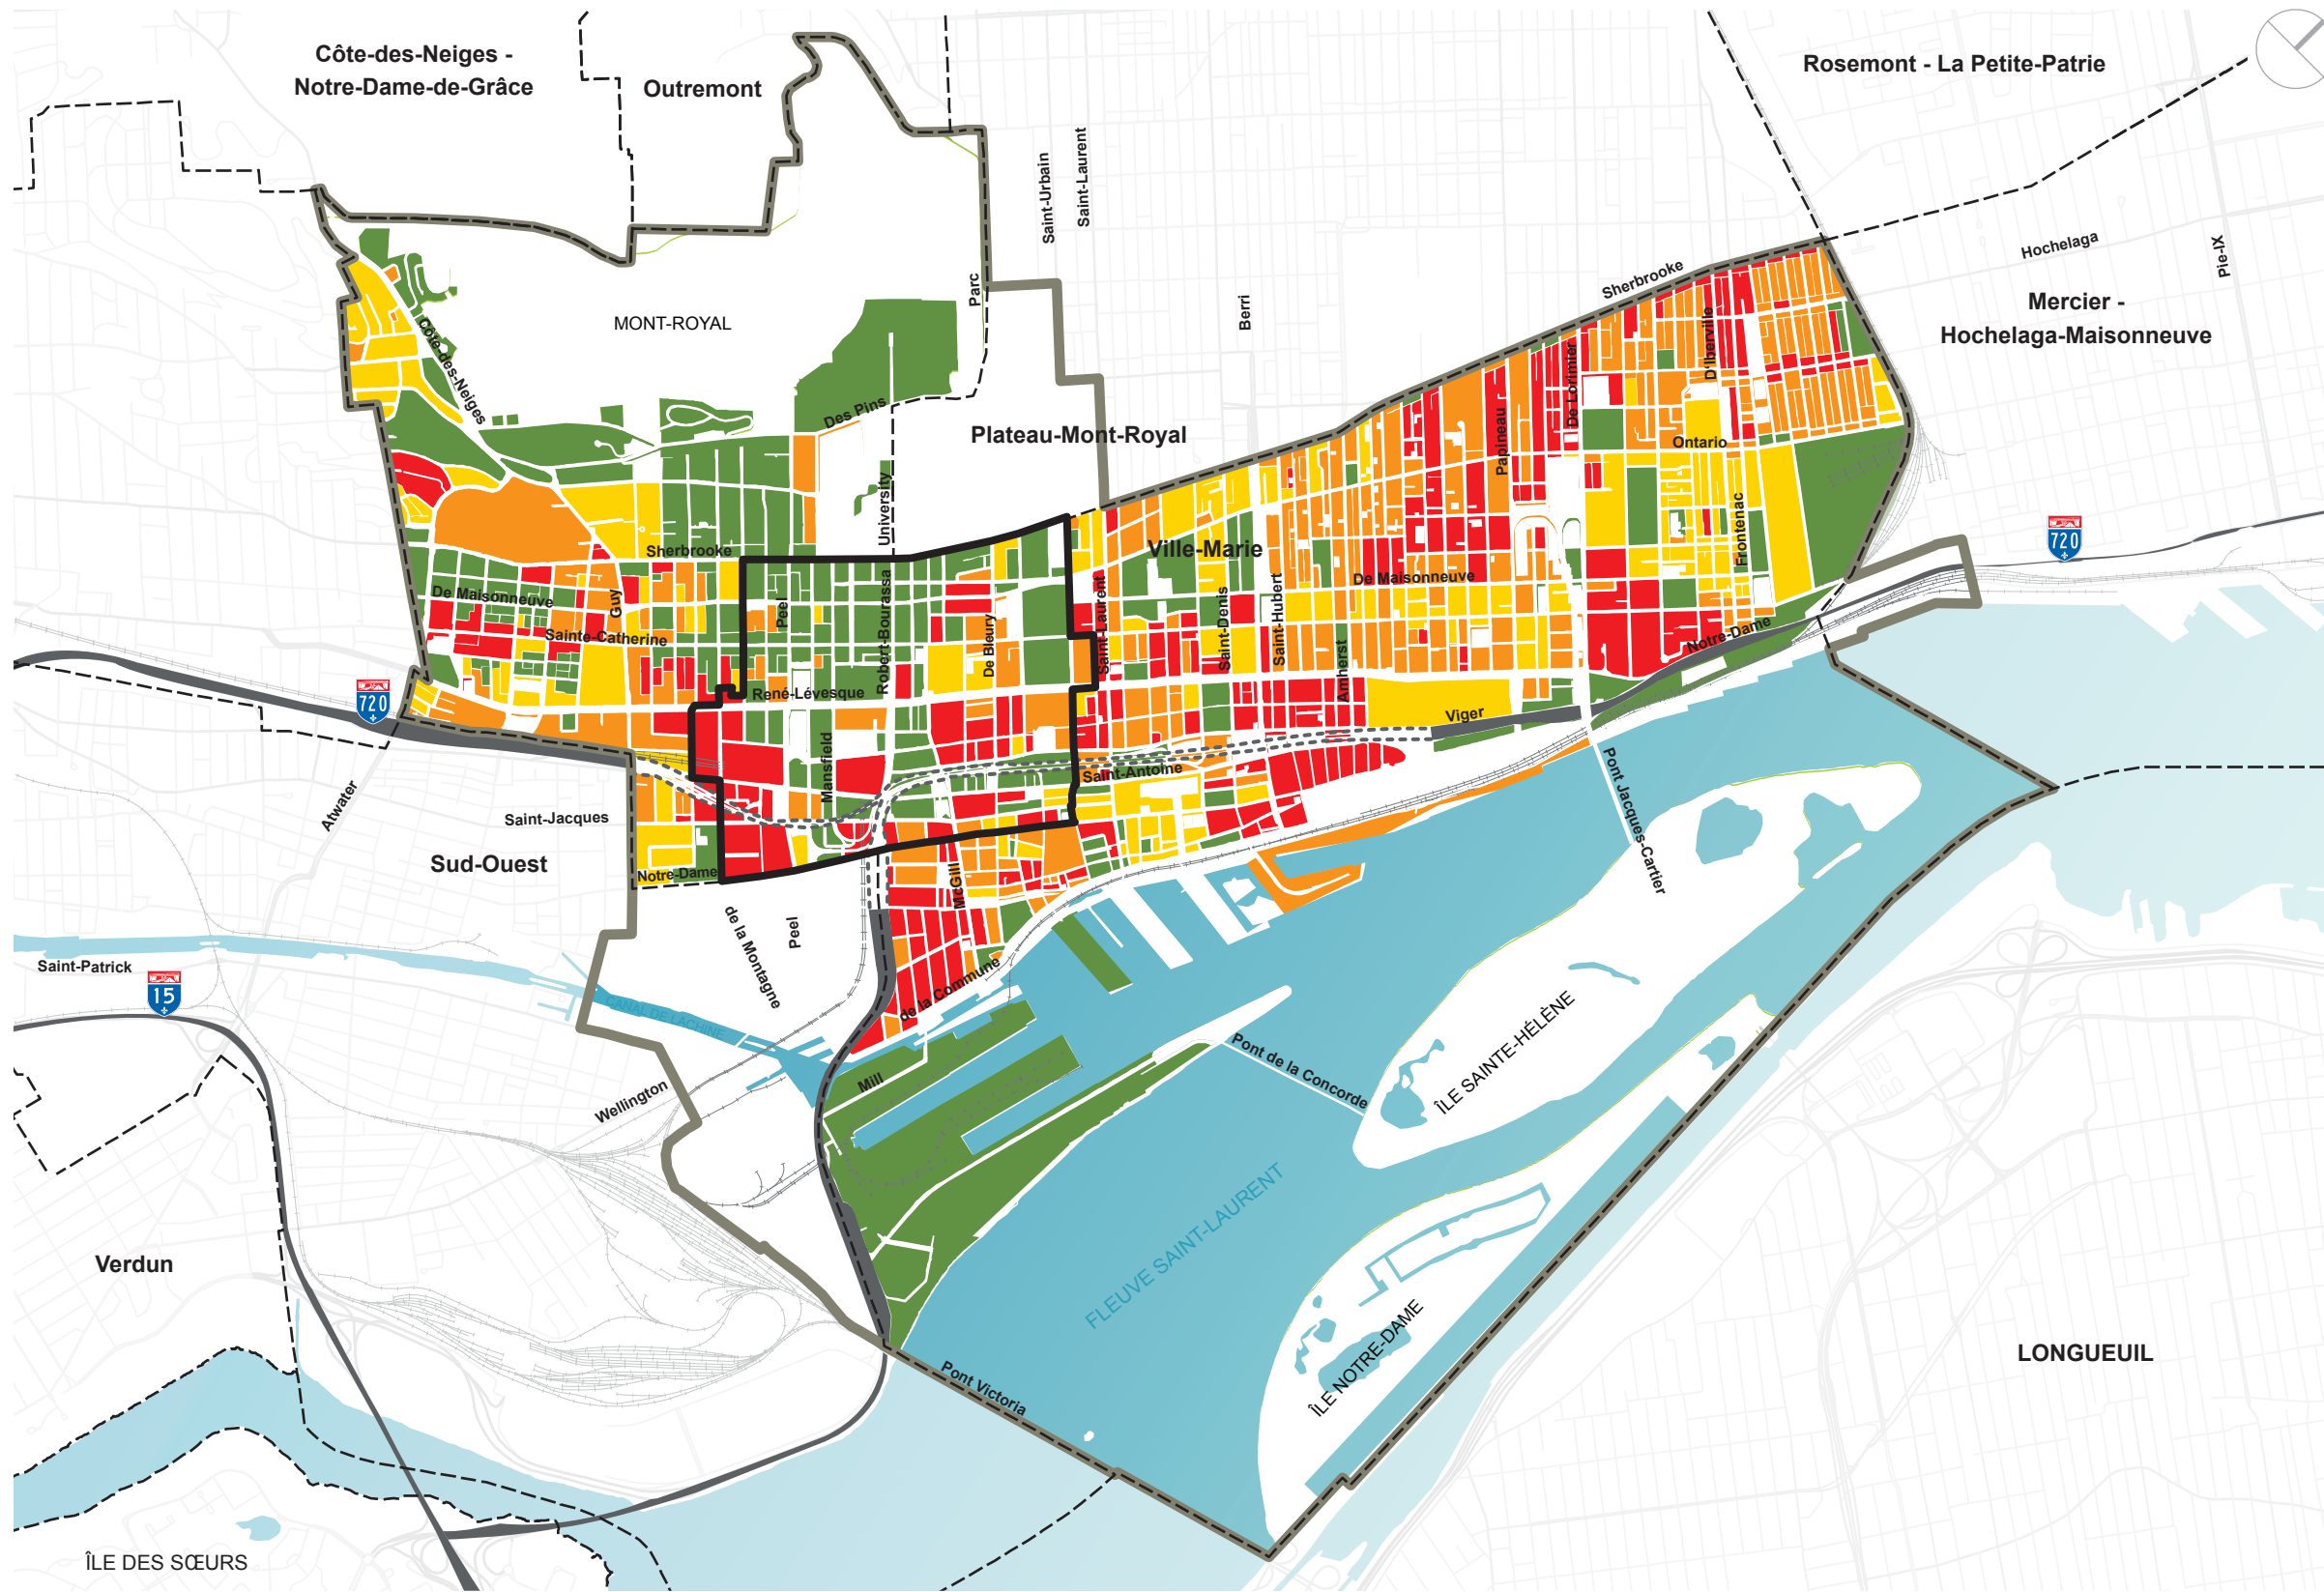 Côte-des-Neiges -
Notre-Dame-de-Grâce
Outremont
Rosemont - La Petite-Patrie
Saint-Urbain
Saint-Laurent
Hochelaga
Pie-IX
Sherbrooke
Parc
Berri
Mercier -
Hochelaga-Maisonneuve
MONT-ROYAL
Côte-des-Neiges
D'Iberville
De Lorimier
Des Pins
Plateau-Mont-Royal
Papineau
Ontario
University
Frontenac
Sherbrooke
Ville-Marie
720
De Maisonneuve
Guy
Peel
Robert-Bourassa
De Bleury
Saint-Laurent
Saint-Denis
Saint-Hubert
De Maisonneuve
Sainte-Catherine
Amherst
Notre-Dame
720
René-Lévesque
Viger
Mansfield
Saint-Antoine
Pont Jacques-Cartier
Atwater
Saint-Jacques
Sud-Ouest
Notre-Dame
McGill
de la Montagne
Peel
Saint-Patrick
15
CANAL DE LACHINE
de la Commune
Mill
Wellington
Pont de la Concorde
ÎLE SAINTE-HÉLÈNE
FLEUVE SAINT-LAURENT
Verdun
ÎLE NOTRE-DAME
LONGUEUIL
Pont Victoria
ÎLE DES SŒURS